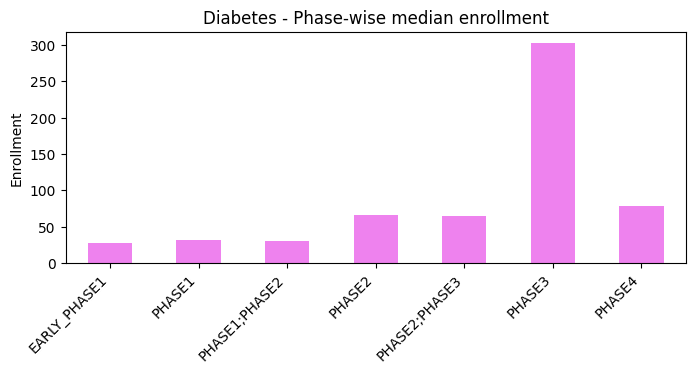 Diabetes - Phase-wise median enrollment
Enrollment
300
250
200
150
100
50
0
EARLY_PHASE1
PHASE1
PHASE1;PHASE2
PHASE2
PHASE2;PHASE3
PHASE3
PHASE4